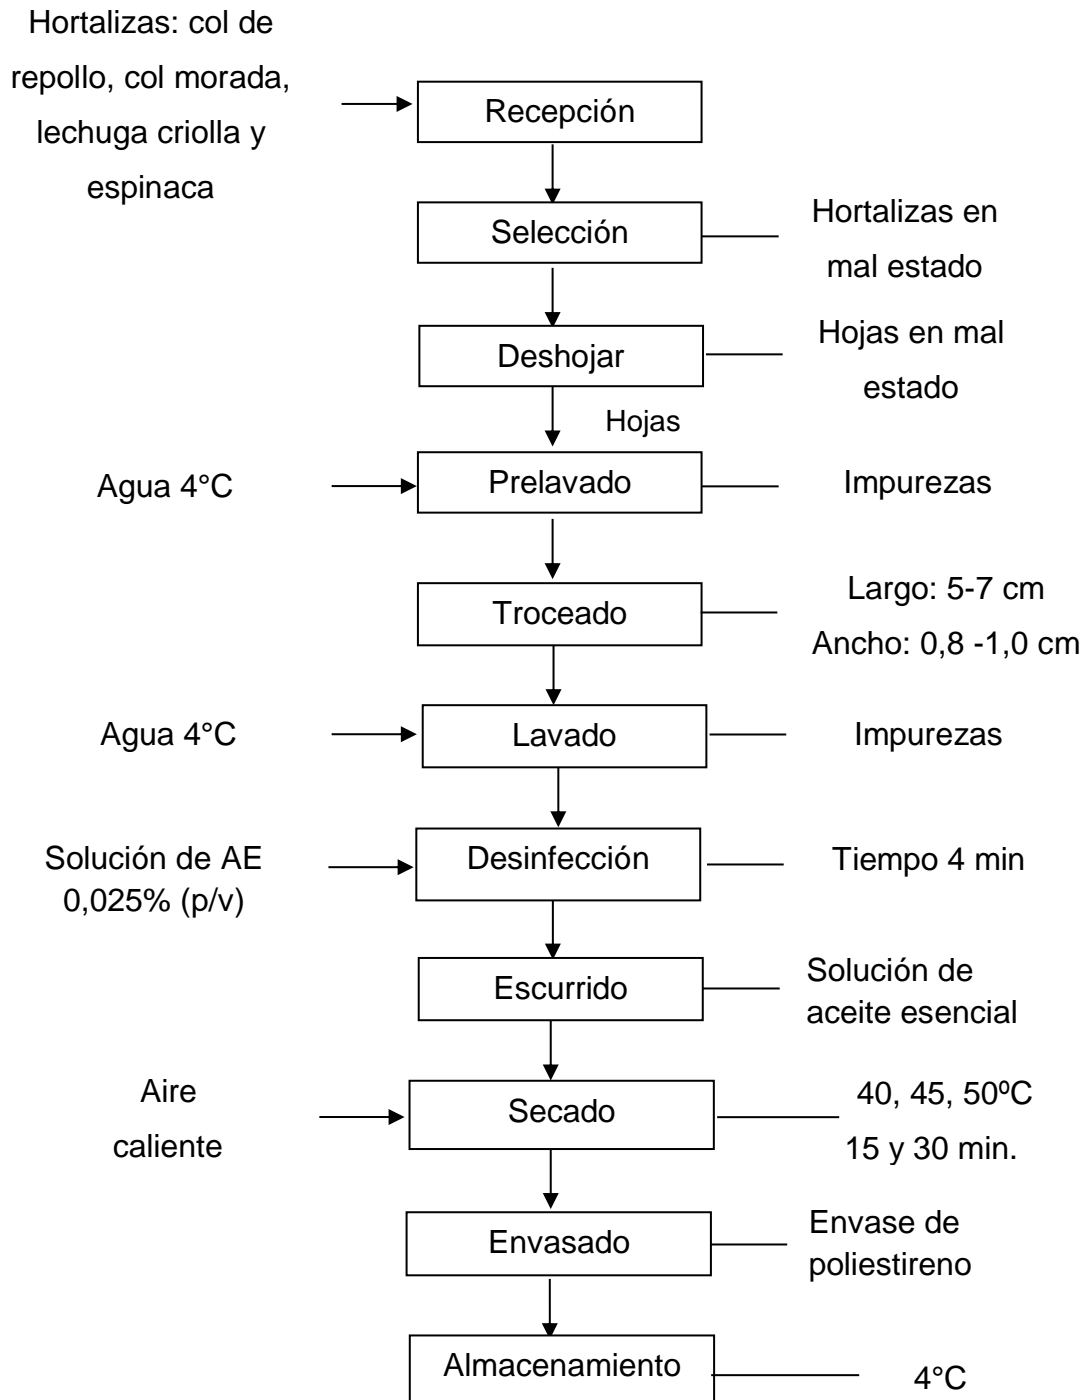 Hortalizas: col de
repollo, col morada,
lechuga criolla y
espinaca
Recepción
Selección
Hortalizas en
mal estado
Deshojar
Hojas en mal
estado
Hojas
Agua 4°C
Prelavado
Impurezas
Troceado
Largo: 5-7 cm
Ancho: 0,8 -1,0 cm
Agua 4°C
Lavado
Impurezas
Solución de AE
0,025% (p/v)
Desinfección
Tiempo 4 min
Escurrido
Solución de
aceite esencial
Aire
caliente
Secado
40, 45, 50ºC
15 y 30 min.
Envasado
Envase de
poliestireno
Almacenamiento
4°C